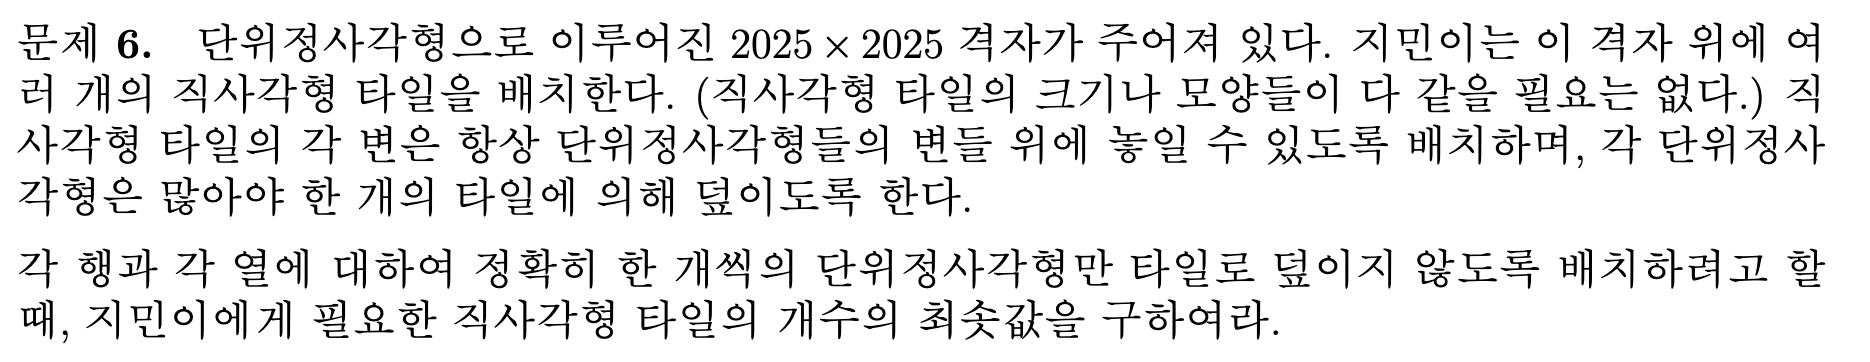 문제 6. 단위정사각형으로 이루어진 2025 × 2025 격자가 주어져 있다. 지민이는 이 격자 위에 여
러 개의 직사각형 타일을 배치한다. (직사각형 타일의 크기나 모양들이 다 같을 필요는 없다.) 직
사각형 타일의 각 변은 항상 단위정사각형들의 변들 위에 놓일 수 있도록 배치하며, 각 단위정사
각형은 많아야 한 개의 타일에 의해 덮이도록 한다.
각 행과 각 열에 대하여 정확히 한 개씩의 단위정사각형만 타일로 덮이지 않도록 배치하려고 할
때, 지민이에게 필요한 직사각형 타일의 개수의 최솟값을 구하여라.